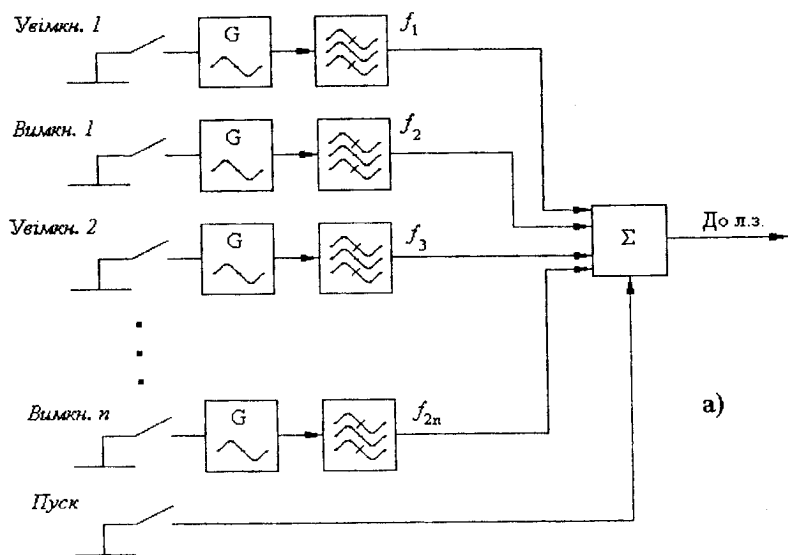 Увімкн. 1
G
f₁
Вимкн. 1
G
f₂
Увімкн. 2
G
f₃
Σ
До л.з.
Вимкн. n
G
f₂ₙ
а)
Пуск